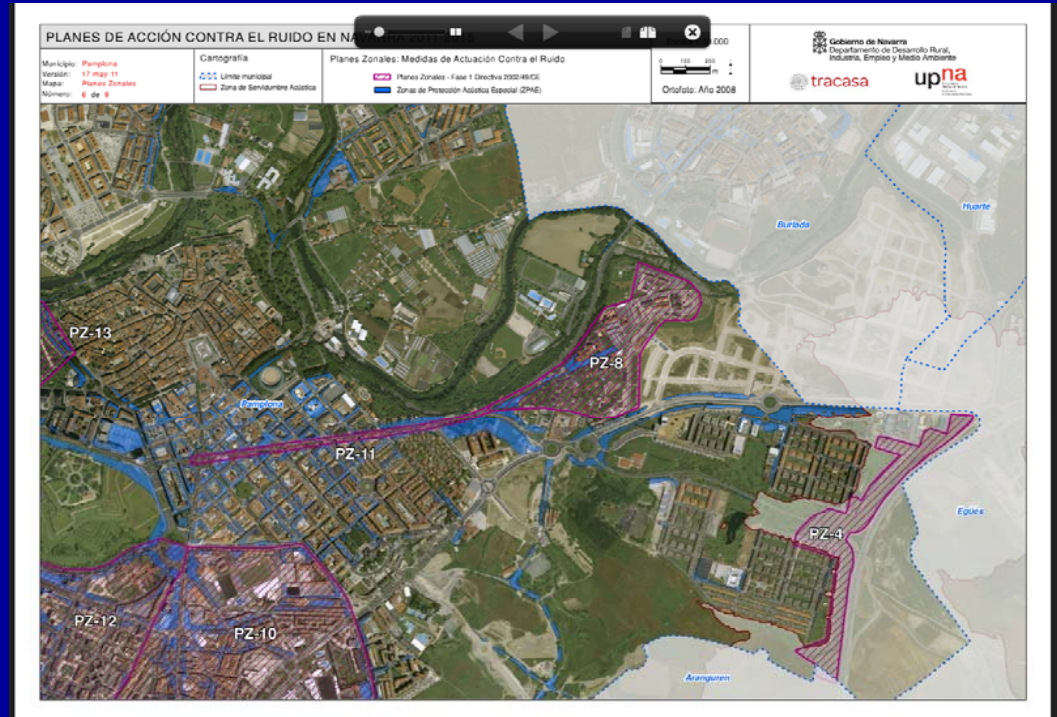 PLANES DE ACCIÓN CONTRA EL RUIDO EN NAVARRA 2011-2015
Municipio: Pamplona
Versión: 17-may-11
Mapa: Planes Zonales
Número: 6 de 9
Cartografía
Límite municipal
Zona de Servidumbre Acústica
Planes Zonales: Medidas de Actuación Contra el Ruido
Planes Zonales - Fase 1 Directiva 2002/49/CE
Zonas de Protección Acústica Especial (ZPAE)
m
Ortofoto: Año 2008
Gobierno de Navarra
Departamento de Desarrollo Rural,
Industria, Empleo y Medio Ambiente
tracasa
upna
Huarte
Burlada
PZ-13
PZ-8
Pamplona
PZ-11
Egüés
PZ-4
PZ-12
PZ-10
Aranguren